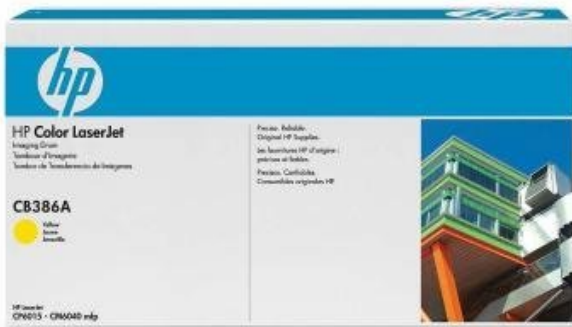 hp
HP Color LaserJet
Imaging Drum
Tambour d'Imagerie
Tambor de Transferencia de Imágenes
CB386A
Yellow
Jaune
Amarillo
HP LaserJet
CP6015 - CM6040 mfp
Precise. Reliable.
Original HP Supplies.
Les fournitures HP d'origine :
précises et fiables.
Precisos. Confiables.
Consumibles originales HP